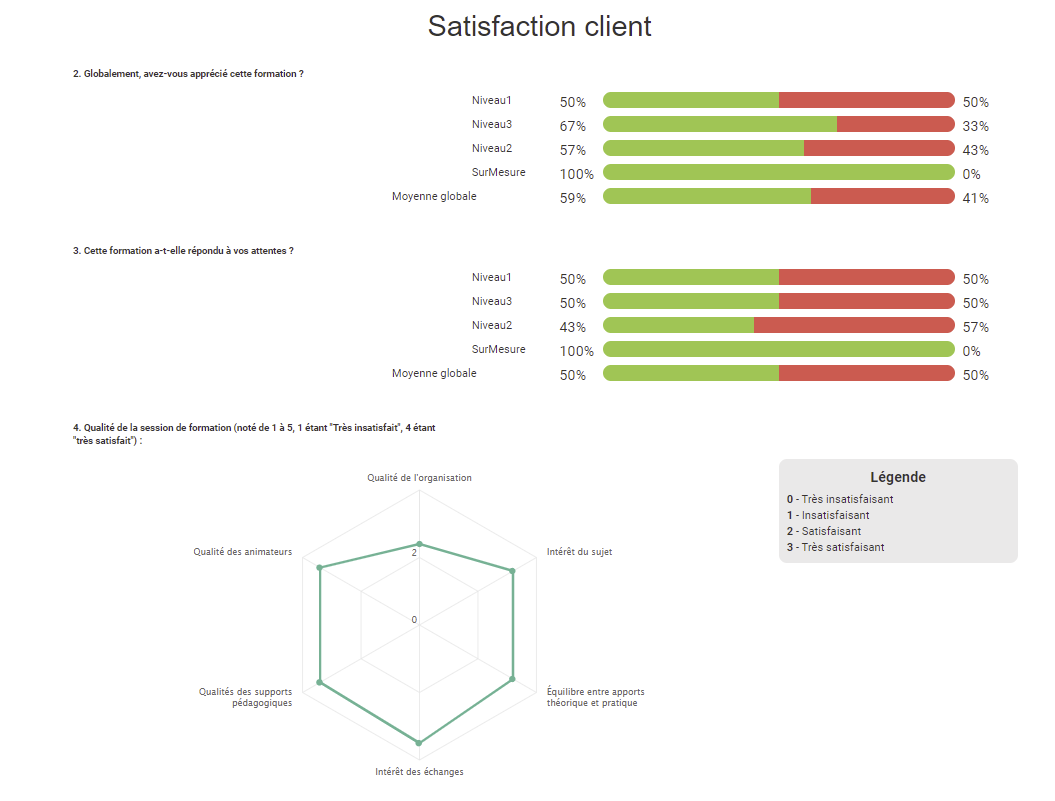 Satisfaction client
2. Globalement, avez-vous apprécié cette formation ?
Niveau1 50% 50%
Niveau3 67% 33%
Niveau2 57% 43%
SurMesure 100% 0%
Moyenne globale 59% 41%
3. Cette formation a-t-elle répondu à vos attentes ?
Niveau1 50% 50%
Niveau3 50% 50%
Niveau2 43% 57%
SurMesure 100% 0%
Moyenne globale 50% 50%
4. Qualité de la session de formation (noté de 1 à 5, 1 étant "Très insatisfait", 4 étant
"très satisfait") :
Qualité de l'organisation
Qualité des animateurs
2
Intérêt du sujet
0
Qualités des supports
pédagogiques
Équilibre entre apports
théorique et pratique
Intérêt des échanges
Légende
0 - Très insatisfaisant
1 - Insatisfaisant
2 - Satisfaisant
3 - Très satisfaisant